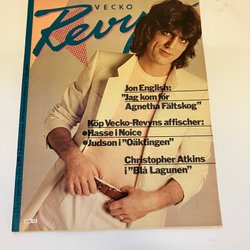 VECKO
Revyn
Jon English:
"Jag kom för
Agnetha Fältskog"
Köp Vecko-Revyns affischer:
•Hasse i Noice
•Judson i "Oäktingen"
Christopher Atkins
i "Blå Lagunen"